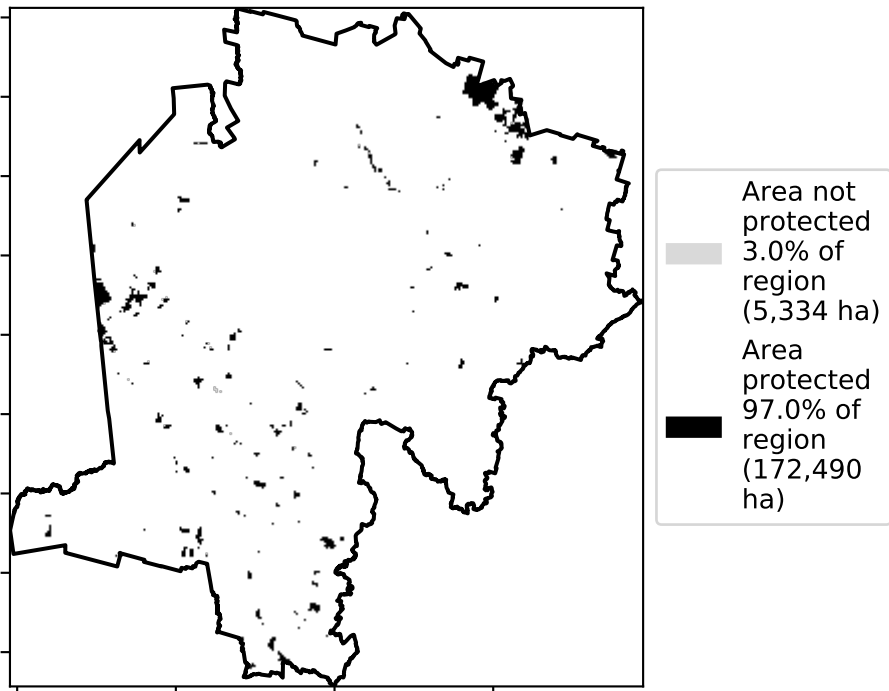 Area not
protected
3.0% of
region
(5,334 ha)
Area
protected
97.0% of
region
(172,490
ha)